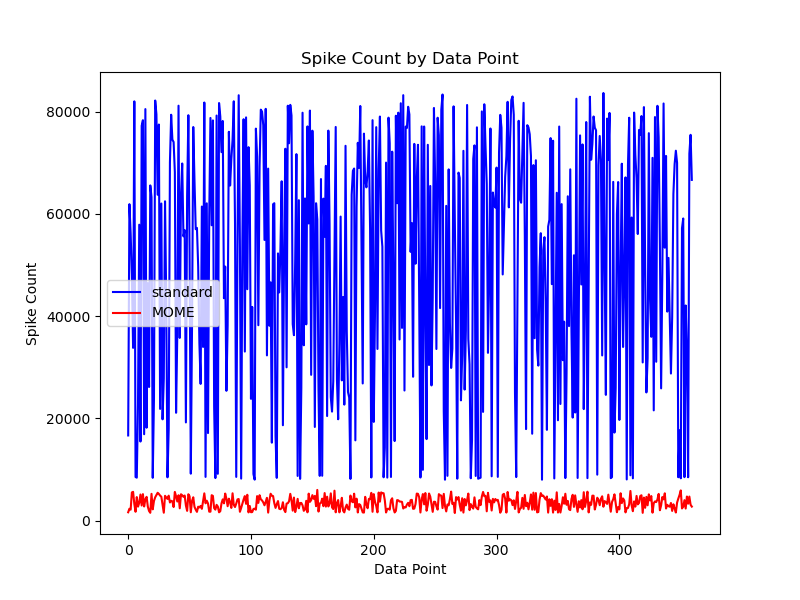 Spike Count by Data Point
80000
60000
40000
20000
0
Spike Count
standard
MOME
0 100 200 300 400
Data Point